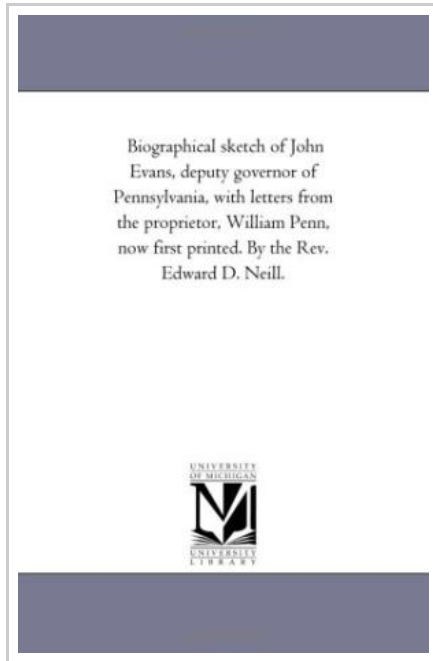 Biographical sketch of John
Evans, deputy governor of
Pennsylvania, with letters from
the proprietor, William Penn,
now first printed. By the Rev.
Edward D. Neill.
UNIVERSITY
OF MICHIGAN
M
UNIVERSITY
LIBRARY